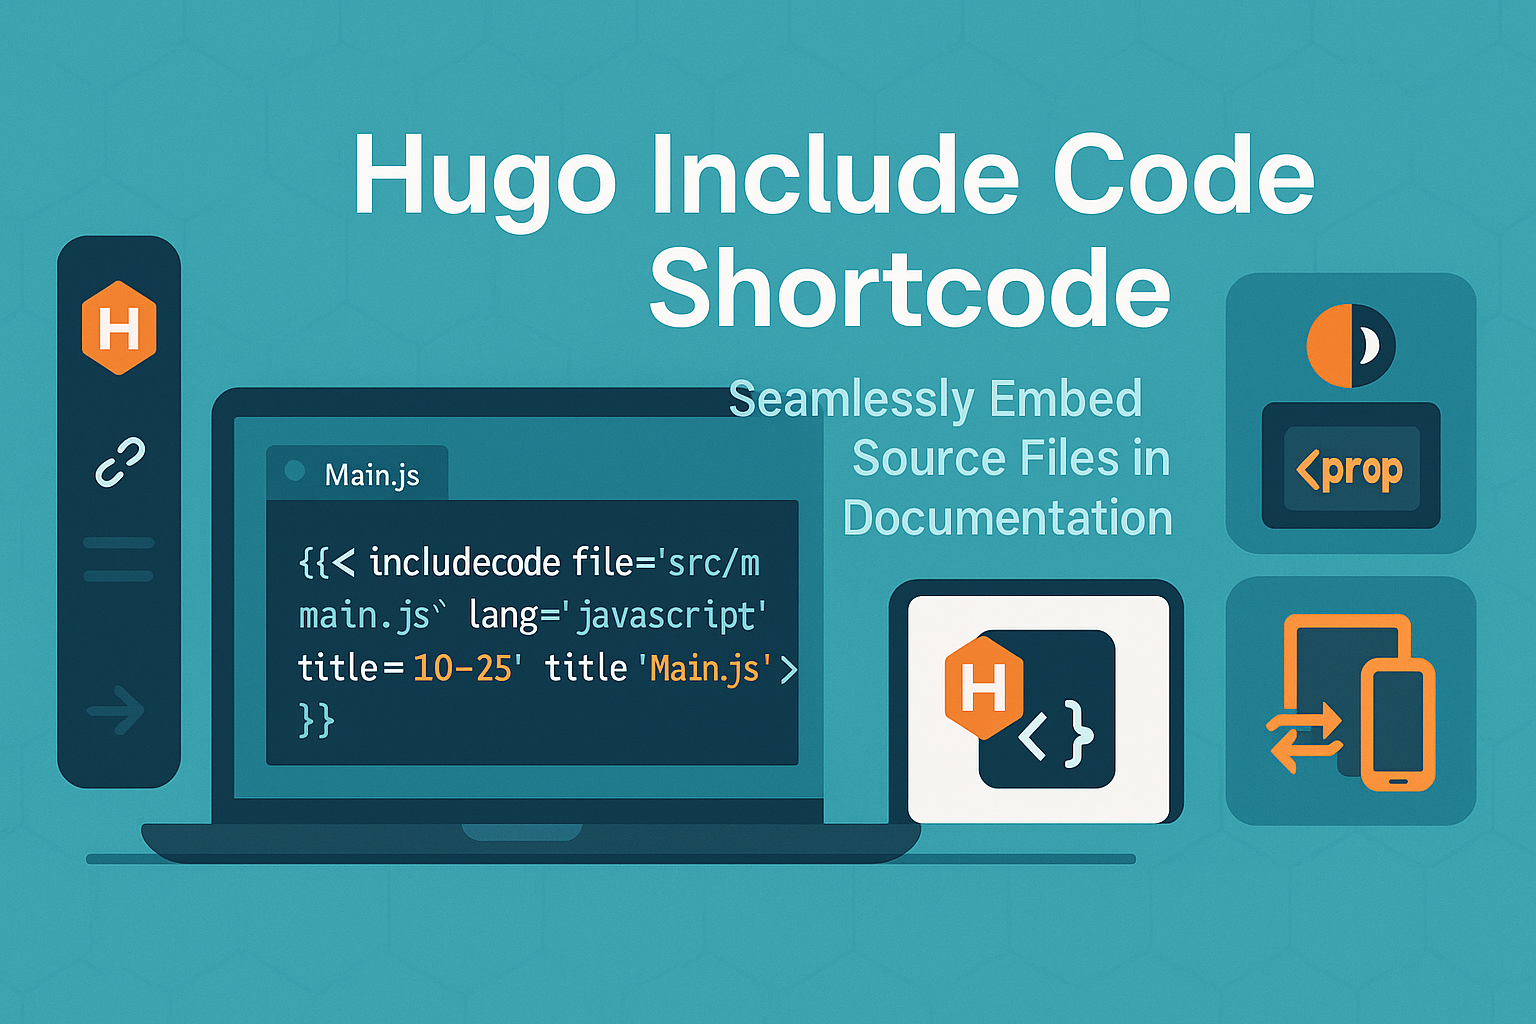 Hugo Include Code
Shortcode
Seamlessly Embed
Source Files in
Documentation
H
Main.js
{{< includecode file='src/m
main.js` lang='javascript'
title=10-25' title 'Main.js'>
}}
H
< }
<prop